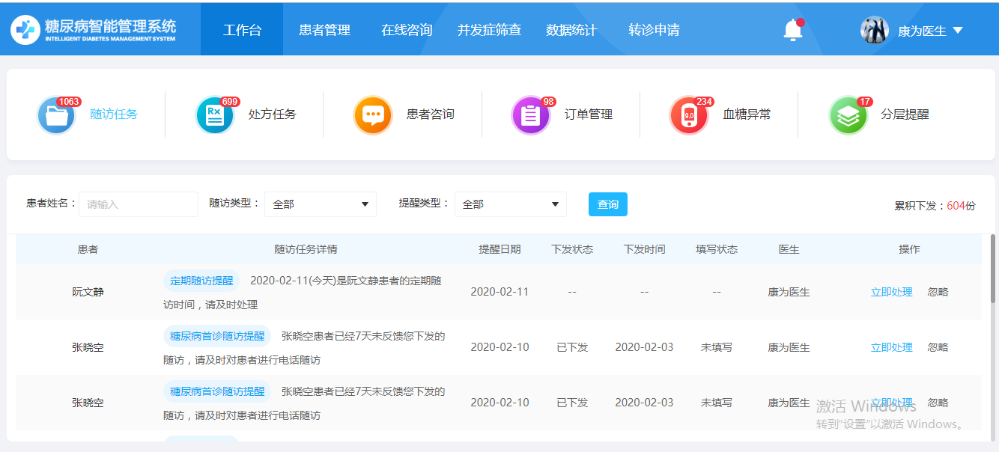 糖尿病智能管理系统
INTELLIGENT DIABETES MANAGEMENT SYSTEM
工作台 患者管理 在线咨询 并发症筛查 数据统计 转诊申请
康为医生
1063 随访任务
Rx 699 处方任务
患者咨询
98 订单管理
9.0 234 血糖异常
17 分层提醒
患者姓名： 请输入 随访类型： 全部 提醒类型： 全部 查询 累积下发：604份
患者 随访任务详情 提醒日期 下发状态 下发时间 填写状态 医生 操作
阮文静 定期随访提醒 2020-02-11(今天)是阮文静患者的定期随
访时间，请及时处理 2020-02-11 -- -- -- 康为医生 立即处理 忽略
张晓空 糖尿病首诊随访提醒 张晓空患者已经7天未反馈您下发的
随访，请及时对患者进行电话随访 2020-02-10 已下发 2020-02-03 未填写 康为医生 立即处理 忽略
张晓空 糖尿病首诊随访提醒 张晓空患者已经7天未反馈您下发的
随访，请及时对患者进行电话随访 2020-02-10 已下发 2020-02-03 未填写 康为医生 立即处理 忽略
激活 Windows
转到"设置"以激活 Windows。